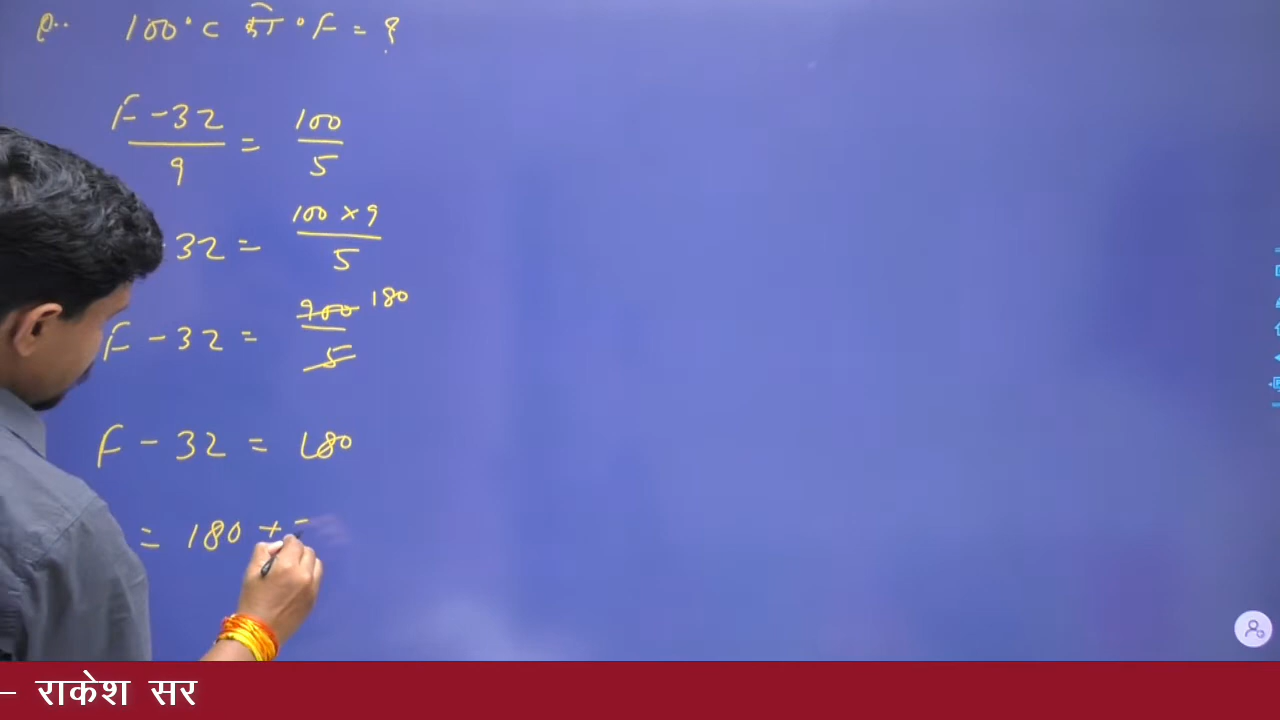 Q.. 100°C को °F = ?
F - 32 / 9 = 100 / 5
32 = 100 × 9 / 5
F - 32 = 900 / 5 180
F - 32 = 180
= 180 +
– राकेश सर